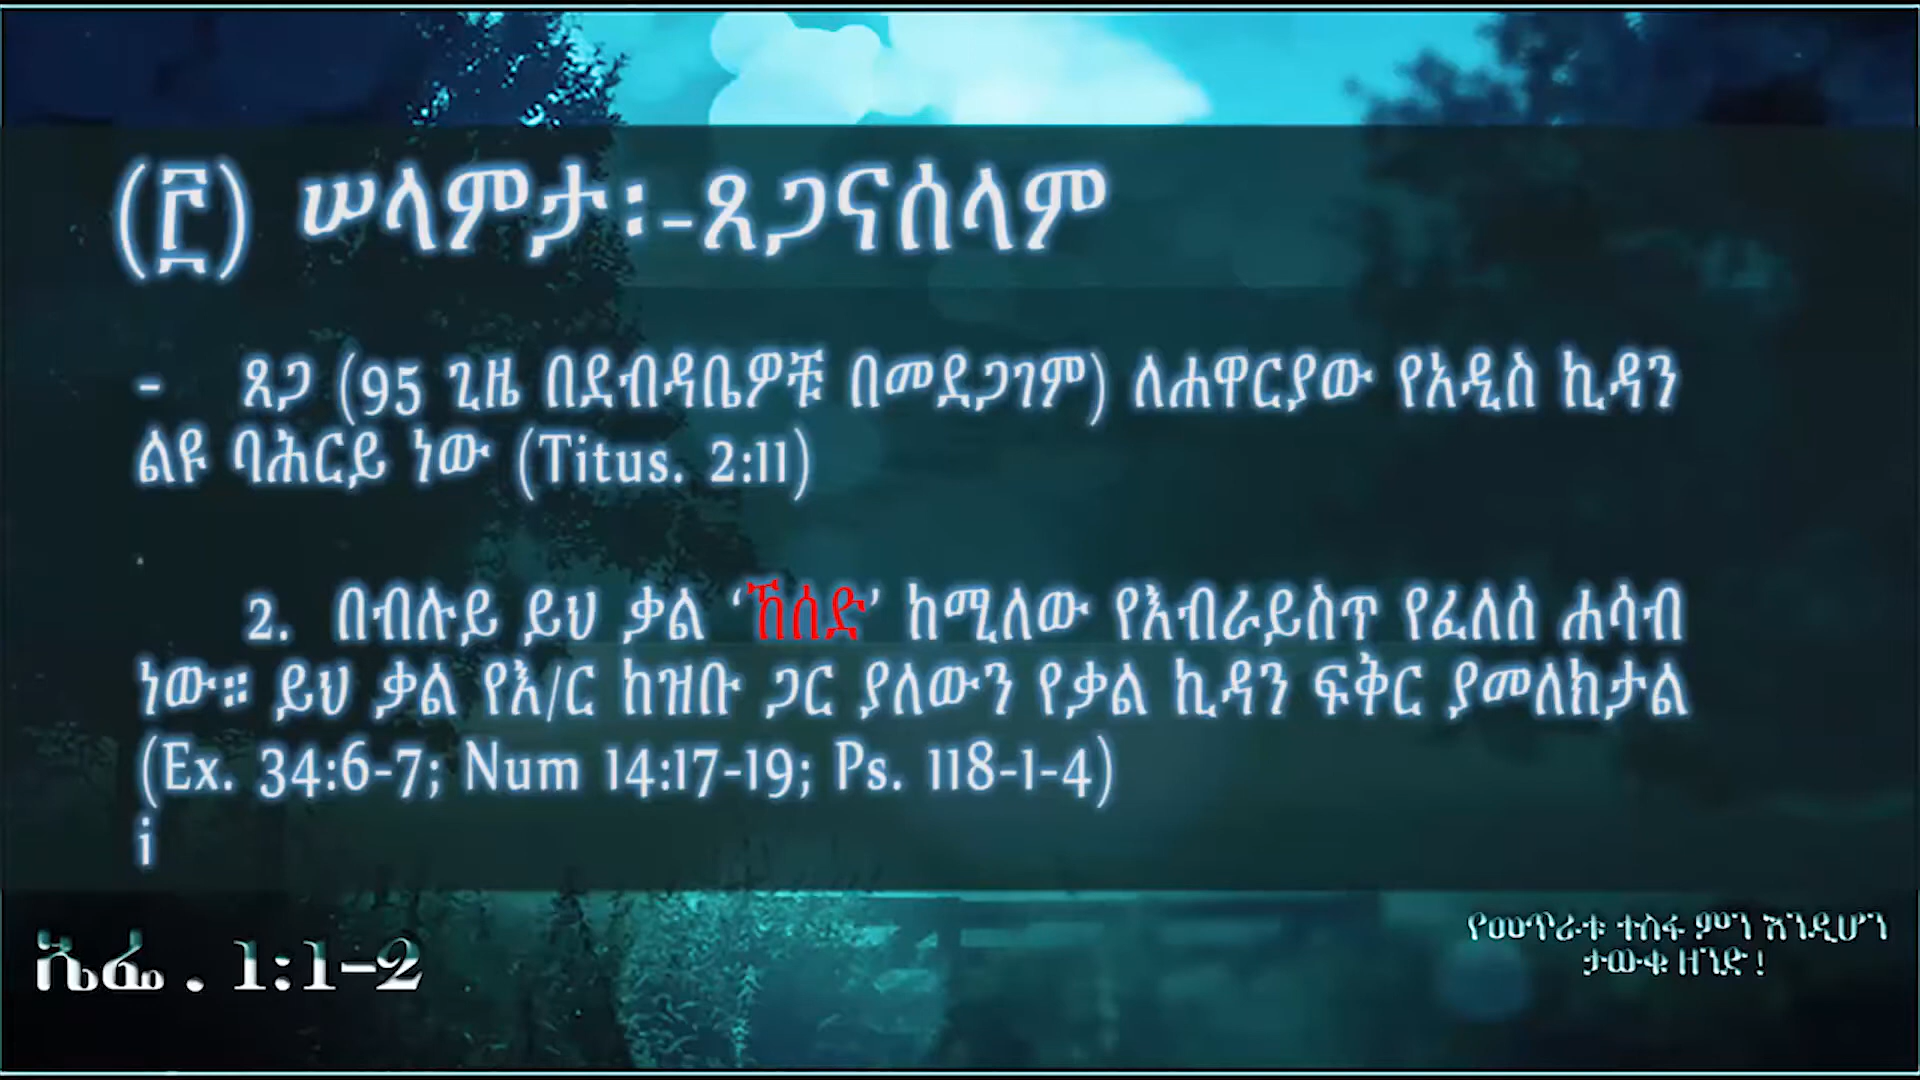 (፫) ሠላምታ፡-ጸጋናሰላም
- ጸጋ (95 ጊዜ በደብዳቤዎቹ በመደጋገም) ለሐዋርያው የአዲስ ኪዳን
ልዩ ባሕርይ ነው (Titus. 2:11)
2. በብሉይ ይህ ቃል ‘ኸሰድ’ ከሚለው የእብራይስጥ የፈለሰ ሐሳብ
ነው። ይህ ቃል የእ/ር ከዝቡ ጋር ያለውን የቃል ኪዳን ፍቅር ያመለክታል
(Ex. 34:6-7; Num 14:17-19; Ps. 118-1-4)
i
ኤፌ . 1:1-2
የመጥራቱ ተስፋ ምን እንዲሆን
ታውቁ ዘንድ!